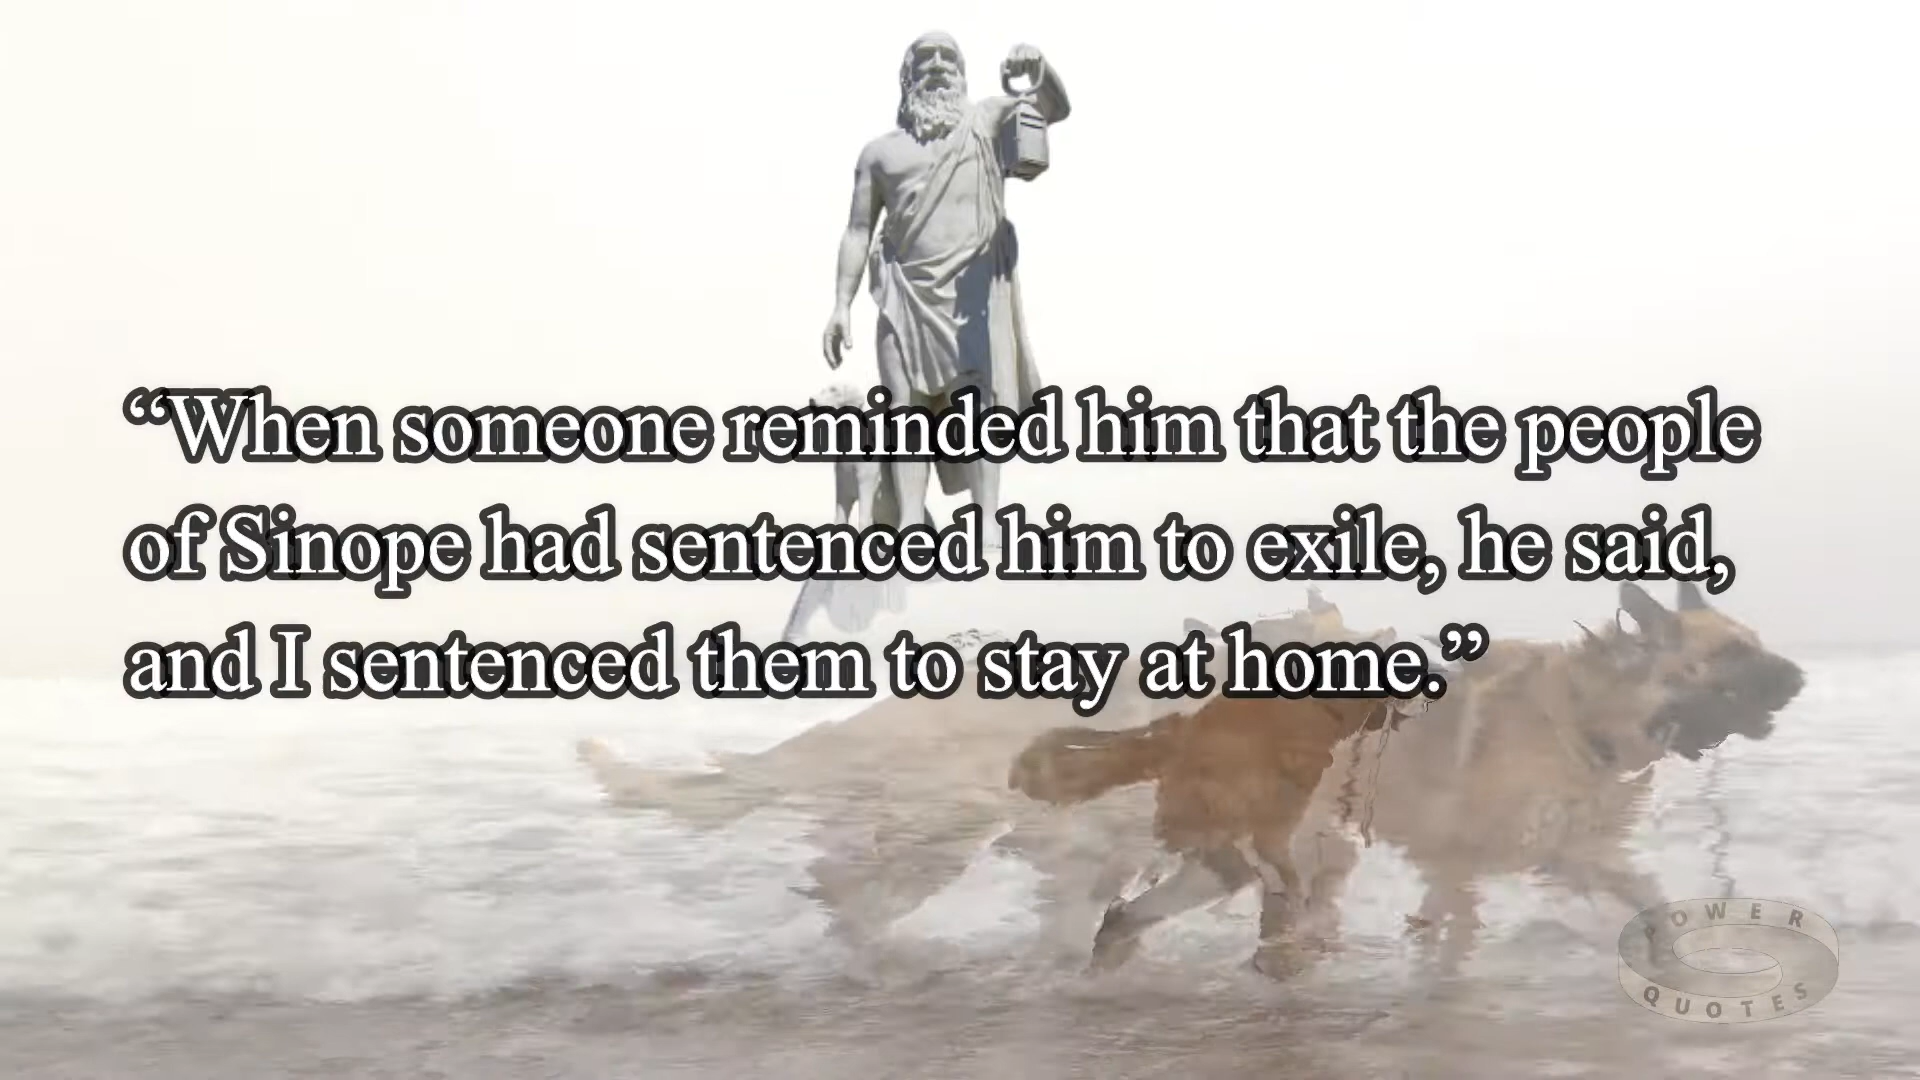 “When someone reminded him that the people
of Sinope had sentenced him to exile, he said,
and I sentenced them to stay at home.”
POWER
QUOTES